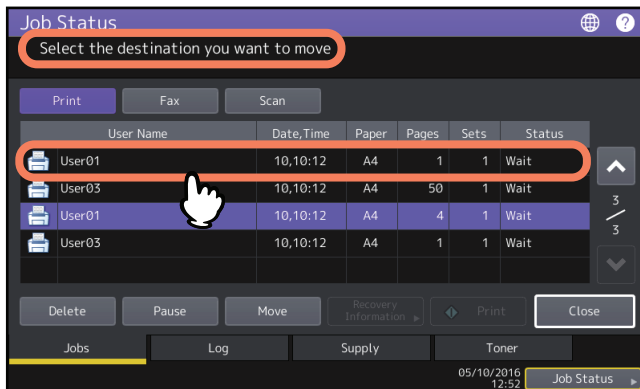 Job Status ?
Select the destination you want to move
Print Fax Scan
User Name Date,Time Paper Pages Sets Status
User01 10,10:12 A4 1 1 Wait
User03 10,10:12 A4 50 1 Wait
User01 10,10:12 A4 4 1 Wait
User03 10,10:12 A4 1 1 Wait
3
3
Delete Pause Move Recovery Information Print Close
Jobs Log Supply Toner
05/10/2016
12:52 Job Status